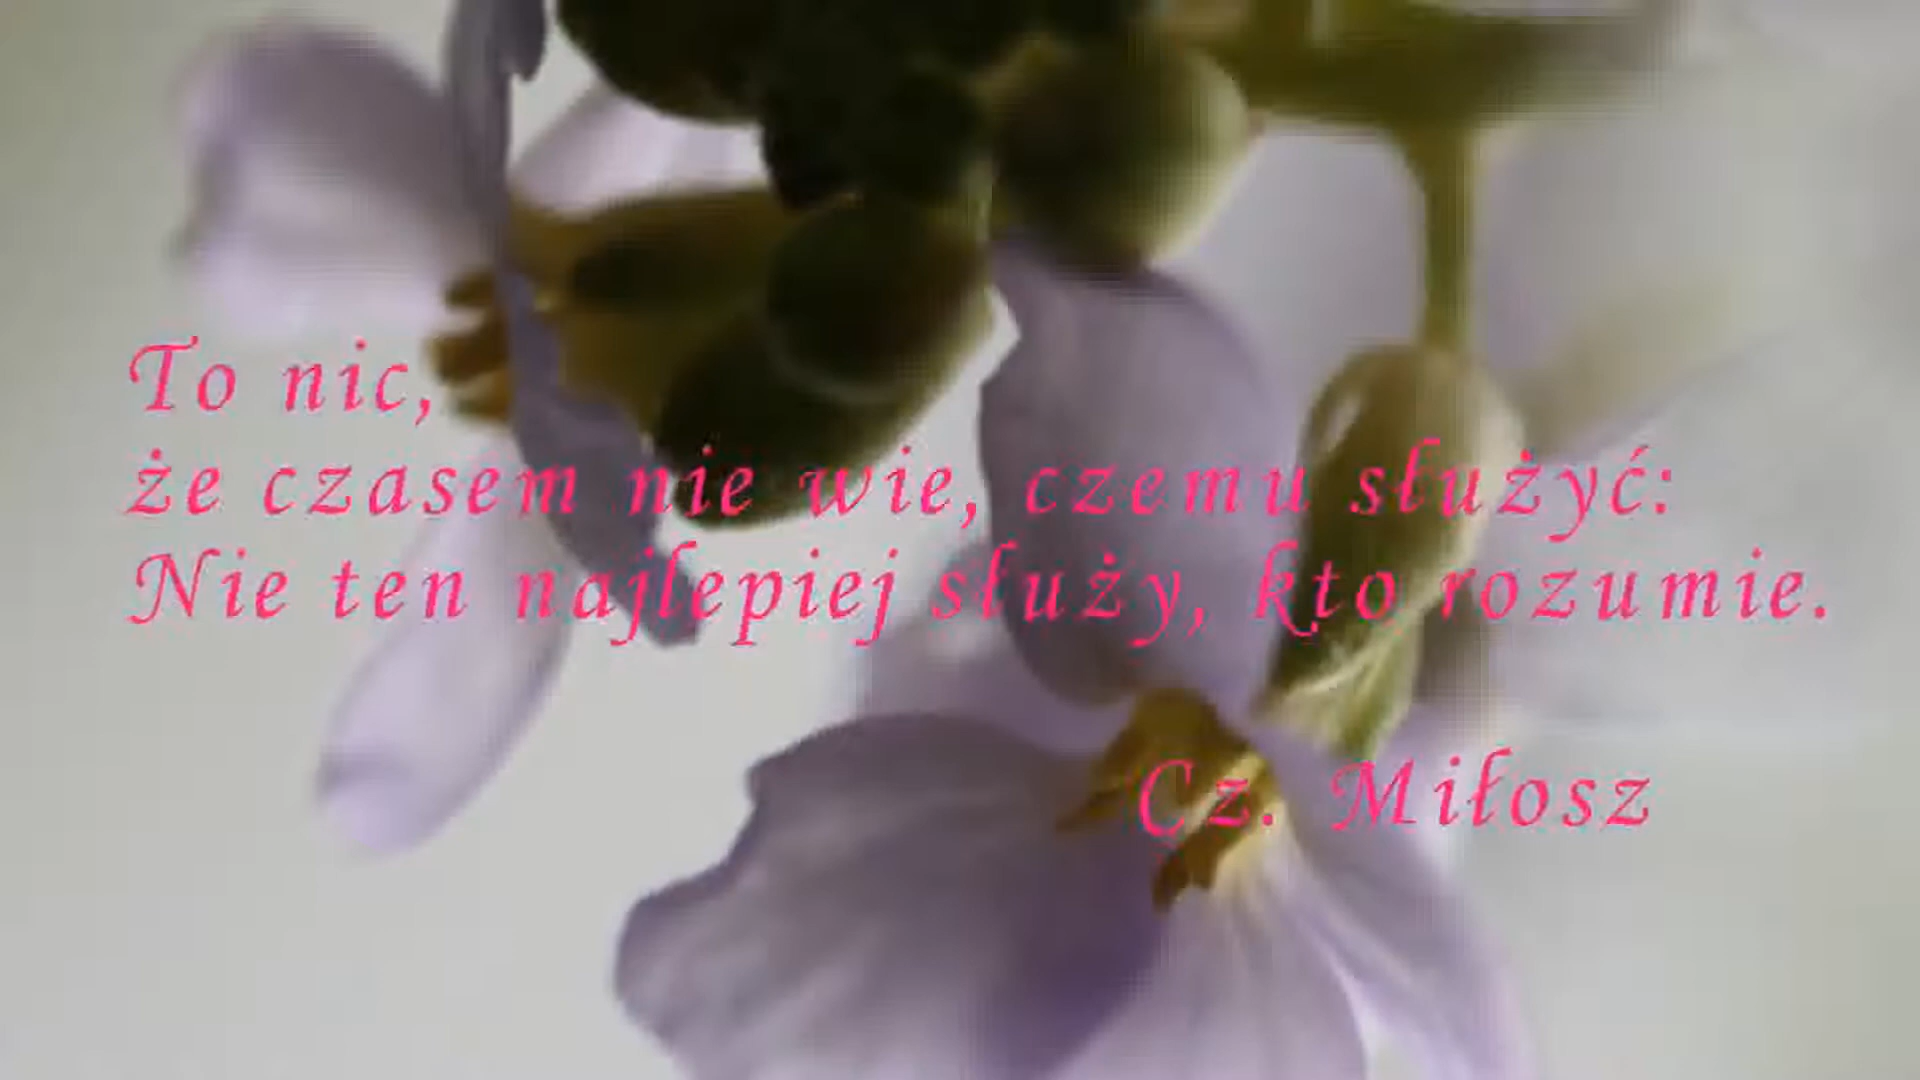 To nic,
że czasem nie wie, czemu służyć:
Nie ten najlepiej służy, kto rozumie.
Cz. Miłosz